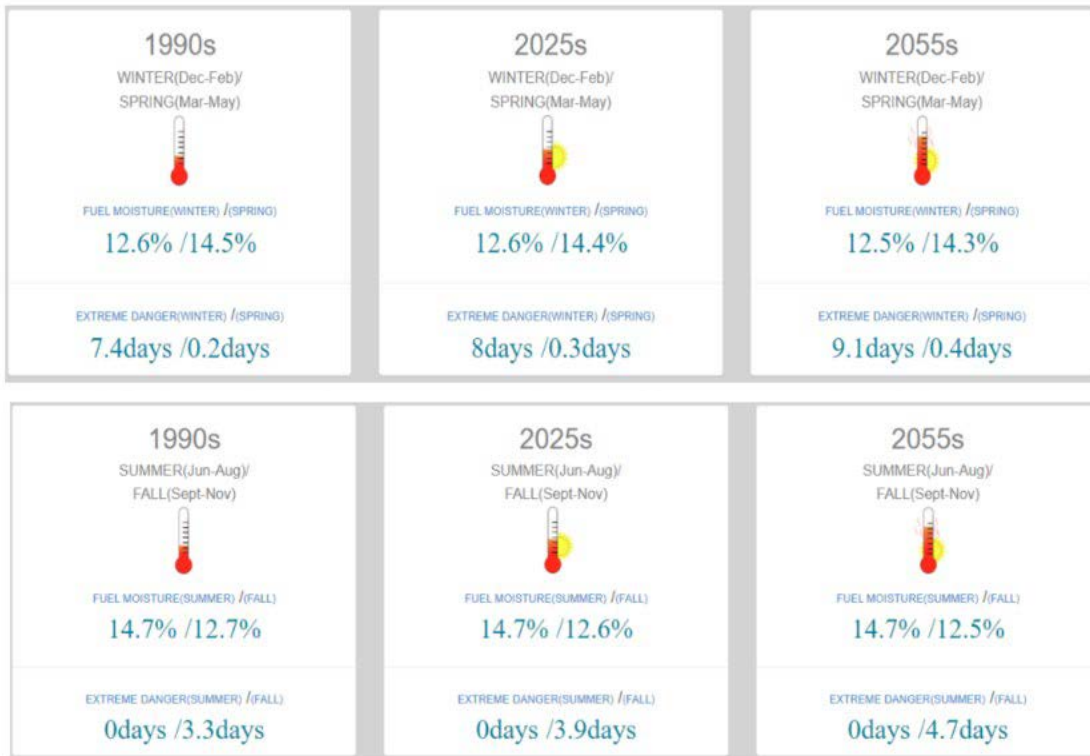 1990s
WINTER(Dec-Feb)/
SPRING(Mar-May)
FUEL MOISTURE(WINTER) /(SPRING)
12.6% /14.5%
EXTREME DANGER(WINTER) /(SPRING)
7.4days /0.2days
2025s
WINTER(Dec-Feb)/
SPRING(Mar-May)
FUEL MOISTURE(WINTER) /(SPRING)
12.6% /14.4%
EXTREME DANGER(WINTER) /(SPRING)
8days /0.3days
2055s
WINTER(Dec-Feb)/
SPRING(Mar-May)
FUEL MOISTURE(WINTER) /(SPRING)
12.5% /14.3%
EXTREME DANGER(WINTER) /(SPRING)
9.1days /0.4days
1990s
SUMMER(Jun-Aug)/
FALL(Sept-Nov)
FUEL MOISTURE(SUMMER) /(FALL)
14.7% /12.7%
EXTREME DANGER(SUMMER) /(FALL)
0days /3.3days
2025s
SUMMER(Jun-Aug)/
FALL(Sept-Nov)
FUEL MOISTURE(SUMMER) /(FALL)
14.7% /12.6%
EXTREME DANGER(SUMMER) /(FALL)
0days /3.9days
2055s
SUMMER(Jun-Aug)/
FALL(Sept-Nov)
FUEL MOISTURE(SUMMER) /(FALL)
14.7% /12.5%
EXTREME DANGER(SUMMER) /(FALL)
0days /4.7days